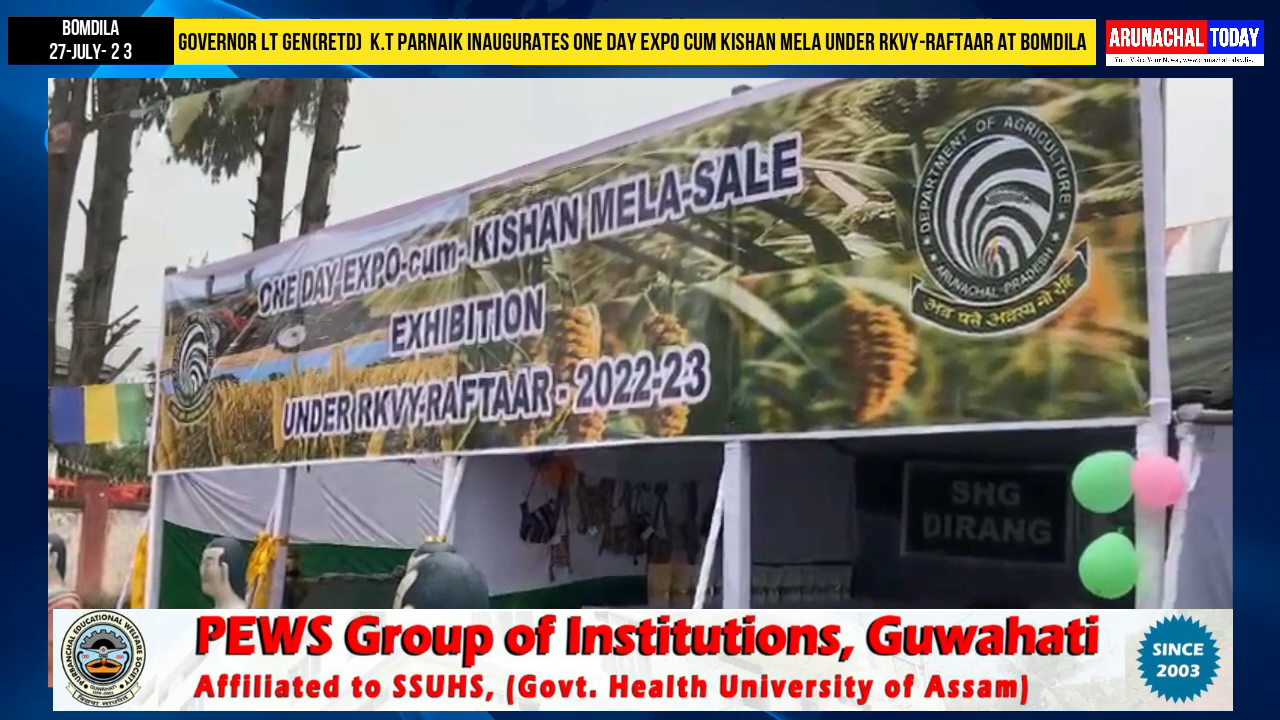 BOMDILA
27-JULY- 2 3
GOVERNOR LT GEN(RETD) K.T PARNAIK INAUGURATES ONE DAY EXPO CUM KISHAN MELA UNDER RKVY-RAFTAAR AT BOMDILA
ARUNACHAL TODAY
ONE DAY EXPO-cum- KISHAN MELA-SALE
EXHIBITION
UNDER RKVY-RAFTAAR - 2022-23
DEPARTMENT OF AGRICULTURE
ARUNACHAL PRADESH
SHG
DIRANG
PEWS Group of Institutions, Guwahati
Affiliated to SSUHS, (Govt. Health University of Assam)
SINCE
2003